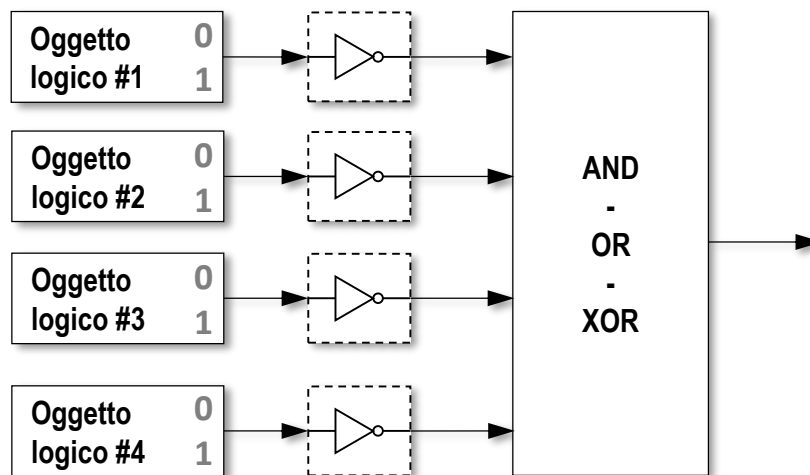 Oggetto 0
logico #1 1
Oggetto 0
logico #2 1
Oggetto 0
logico #3 1
Oggetto 0
logico #4 1
AND
-
OR
-
XOR